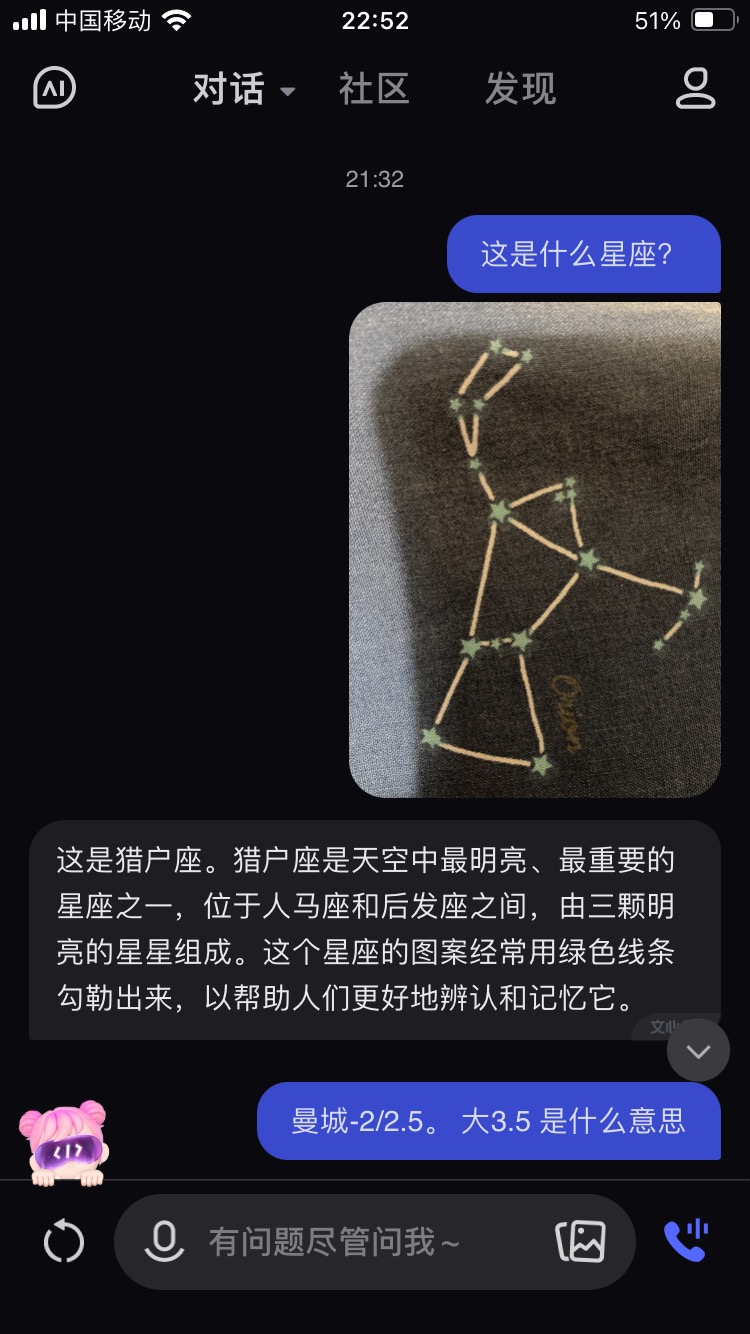 中国移动
22:52
51%
AI
对话
社区
发现
21:32
这是什么星座?
Orion
这是猎户座。猎户座是天空中最明亮、最重要的
星座之一，位于人马座和后发座之间，由三颗明
亮的星星组成。这个星座的图案经常用绿色线条
勾勒出来，以帮助人们更好地辨认和记忆它。
文心
曼城-2/2.5。 大3.5 是什么意思
有问题尽管问我~